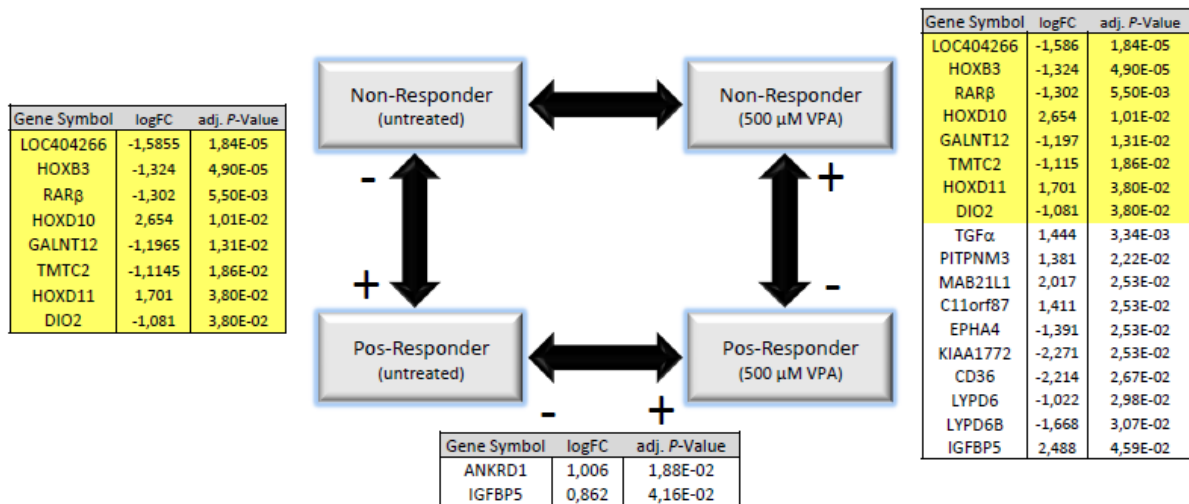 Gene Symbol logFC adj. P-Value
LOC404266 -1,5855 1,84E-05
HOXB3 -1,324 4,90E-05
RARβ -1,302 5,50E-03
HOXD10 2,654 1,01E-02
GALNT12 -1,1965 1,31E-02
TMTC2 -1,1145 1,86E-02
HOXD11 1,701 3,80E-02
DIO2 -1,081 3,80E-02
Non-Responder
(untreated)
Non-Responder
(500 µM VPA)
- +
+ -
Pos-Responder
(untreated)
Pos-Responder
(500 µM VPA)
- +
Gene Symbol logFC adj. P-Value
ANKRD1 1,006 1,88E-02
IGFBP5 0,862 4,16E-02
Gene Symbol logFC adj. P-Value
LOC404266 -1,586 1,84E-05
HOXB3 -1,324 4,90E-05
RARβ -1,302 5,50E-03
HOXD10 2,654 1,01E-02
GALNT12 -1,197 1,31E-02
TMTC2 -1,115 1,86E-02
HOXD11 1,701 3,80E-02
DIO2 -1,081 3,80E-02
TGFα 1,444 3,34E-03
PITPNM3 1,381 2,22E-02
MAB21L1 2,017 2,53E-02
C11orf87 1,411 2,53E-02
EPHA4 -1,391 2,53E-02
KIAA1772 -2,271 2,53E-02
CD36 -2,214 2,67E-02
LYPD6 -1,022 2,98E-02
LYPD6B -1,668 3,07E-02
IGFBP5 2,488 4,59E-02